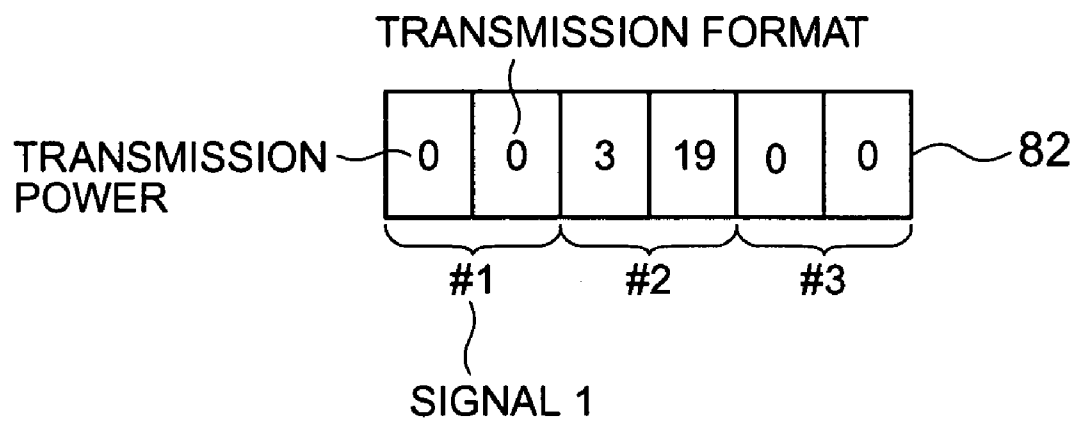 TRANSMISSION FORMAT
TRANSMISSION
POWER
0 0 3 19 0 0
82
#1 #2 #3
SIGNAL 1